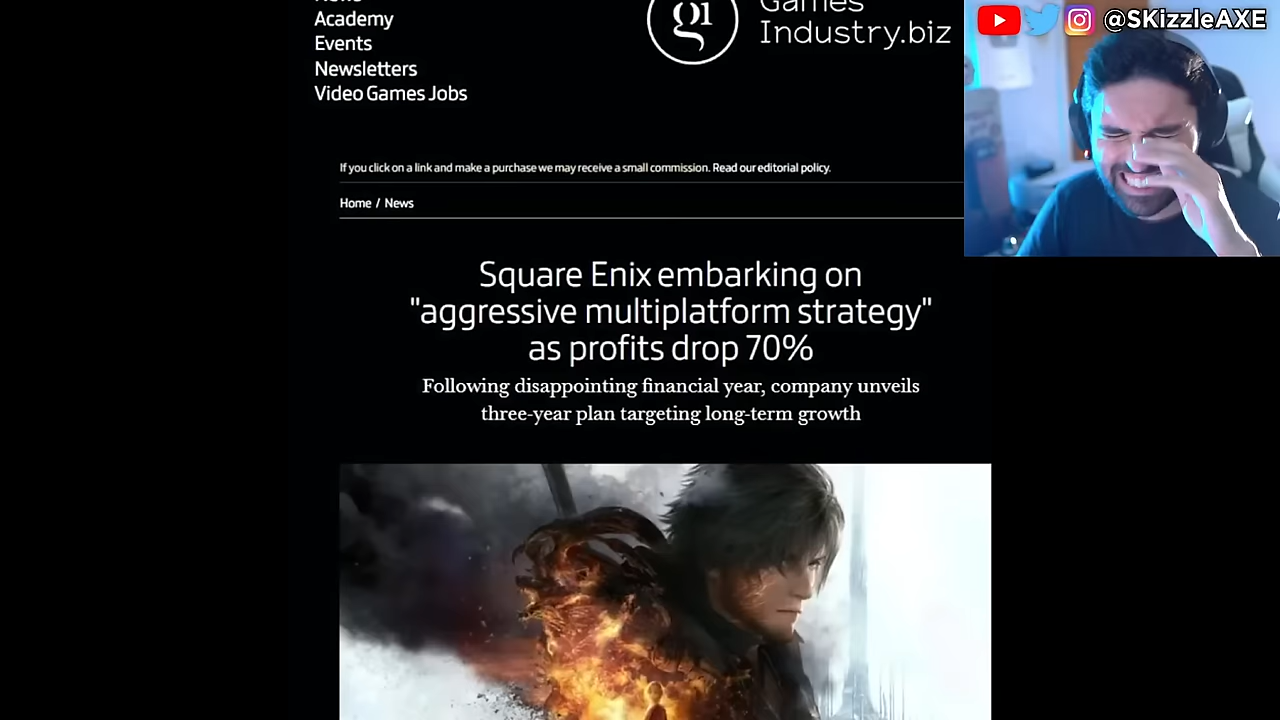 News
Academy
Events
Newsletters
Video Games Jobs
gi
Games
Industry.biz
@SKizzleAXE
If you click on a link and make a purchase we may receive a small commission. Read our editorial policy.
Home / News
Square Enix embarking on
"aggressive multiplatform strategy"
as profits drop 70%
Following disappointing financial year, company unveils
three-year plan targeting long-term growth